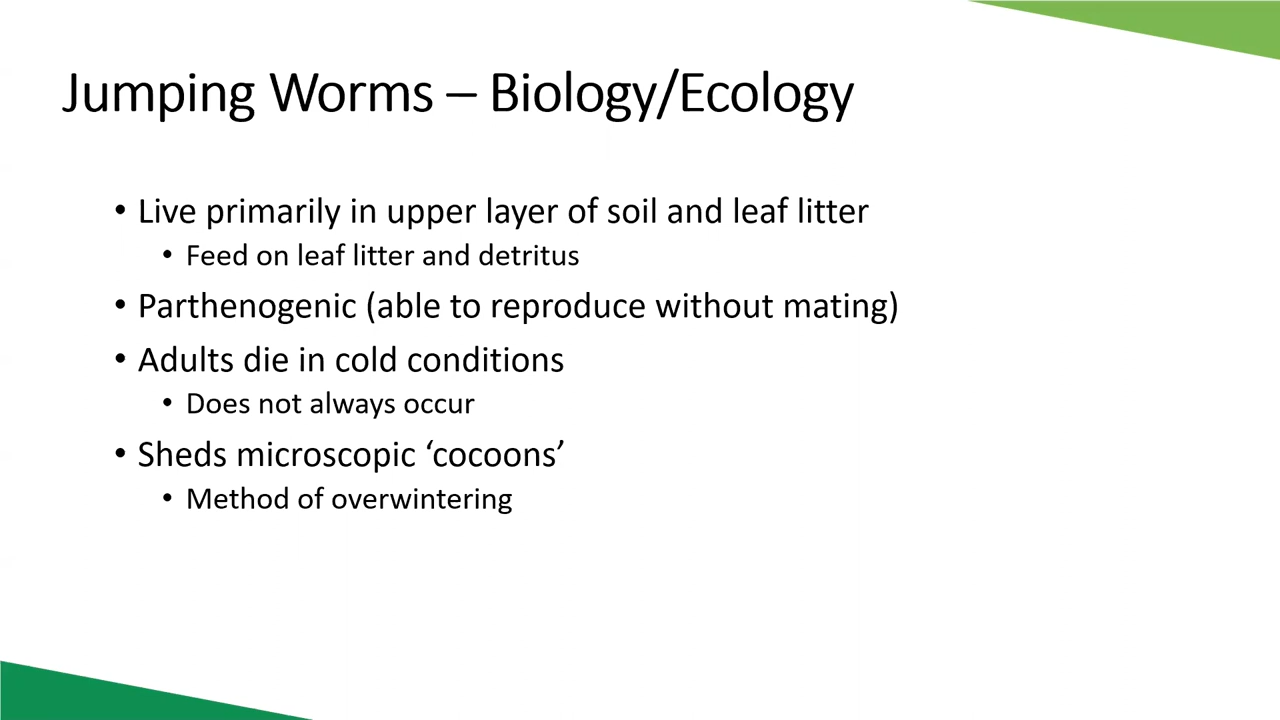 Jumping Worms – Biology/Ecology
• Live primarily in upper layer of soil and leaf litter
• Feed on leaf litter and detritus
• Parthenogenic (able to reproduce without mating)
• Adults die in cold conditions
• Does not always occur
• Sheds microscopic ‘cocoons’
• Method of overwintering